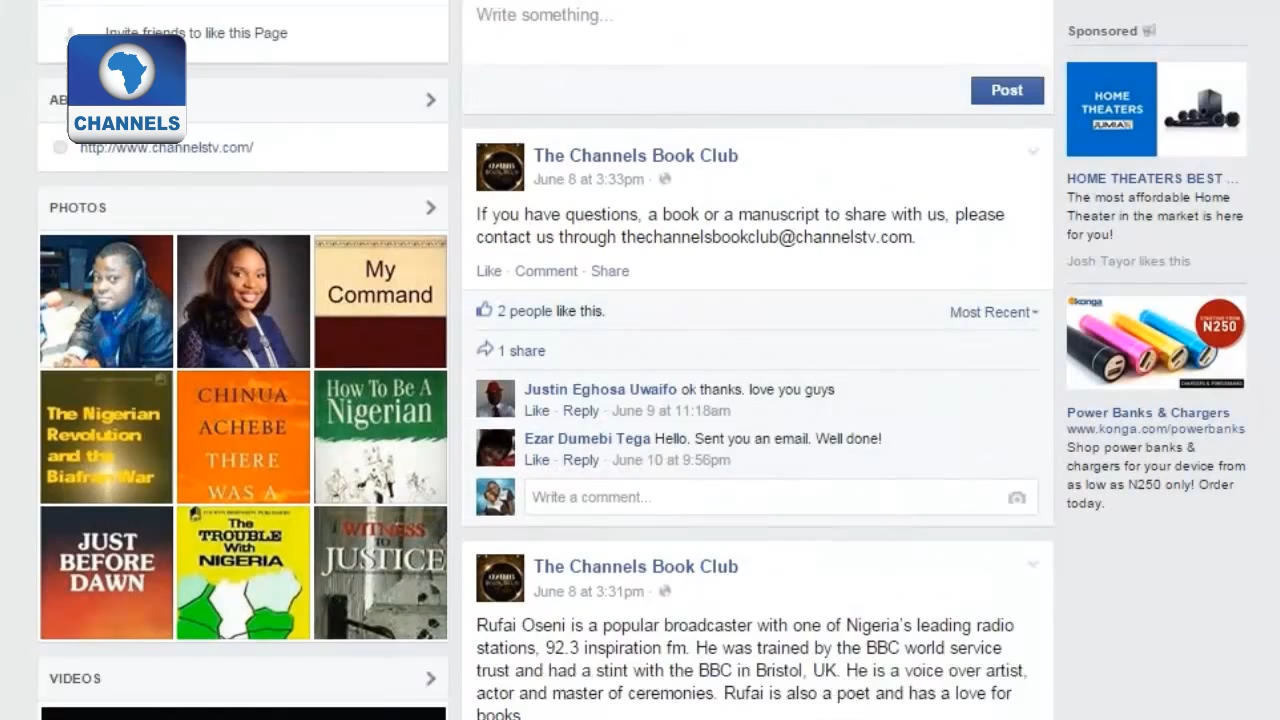 Invite friends to like this Page
AB
CHANNELS
http://www.channelstv.com/
PHOTOS
My
Command
The Nigerian
Revolution
and the
Biafran War
CHINUA
ACHEBE
THERE
WAS A
How To Be A
Nigerian
JUST
BEFORE
DAWN
The
TROUBLE
With
NIGERIA
WITNESS
TO
JUSTICE
VIDEOS
Write something...
Post
The Channels Book Club
June 8 at 3:33pm ·
If you have questions, a book or a manuscript to share with us, please
contact us through thechannelsbookclub@channelstv.com.
Like · Comment · Share
2 people like this.
Most Recent
1 share
Justin Eghosa Uwaifo ok thanks. love you guys
Like · Reply · June 9 at 11:18am
Ezar Dumebi Tega Hello. Sent you an email. Well done!
Like · Reply · June 10 at 9:56pm
Write a comment...
The Channels Book Club
June 8 at 3:31pm ·
Rufai Oseni is a popular broadcaster with one of Nigeria's leading radio
stations, 92.3 inspiration fm. He was trained by the BBC world service
trust and had a stint with the BBC in Bristol, UK. He is a voice over artist,
actor and master of ceremonies. Rufai is also a poet and has a love for
books
Sponsored
HOME
THEATERS
JUMIA
HOME THEATERS BEST ...
The most affordable Home
Theater in the market is here
for you!
Josh Tayor likes this
konga
STARTING FROM
N250
CHARGERS & POWERBANKS
Power Banks & Chargers
www.konga.com/powerbanks
Shop power banks &
chargers for your device from
as low as N250 only! Order
today.